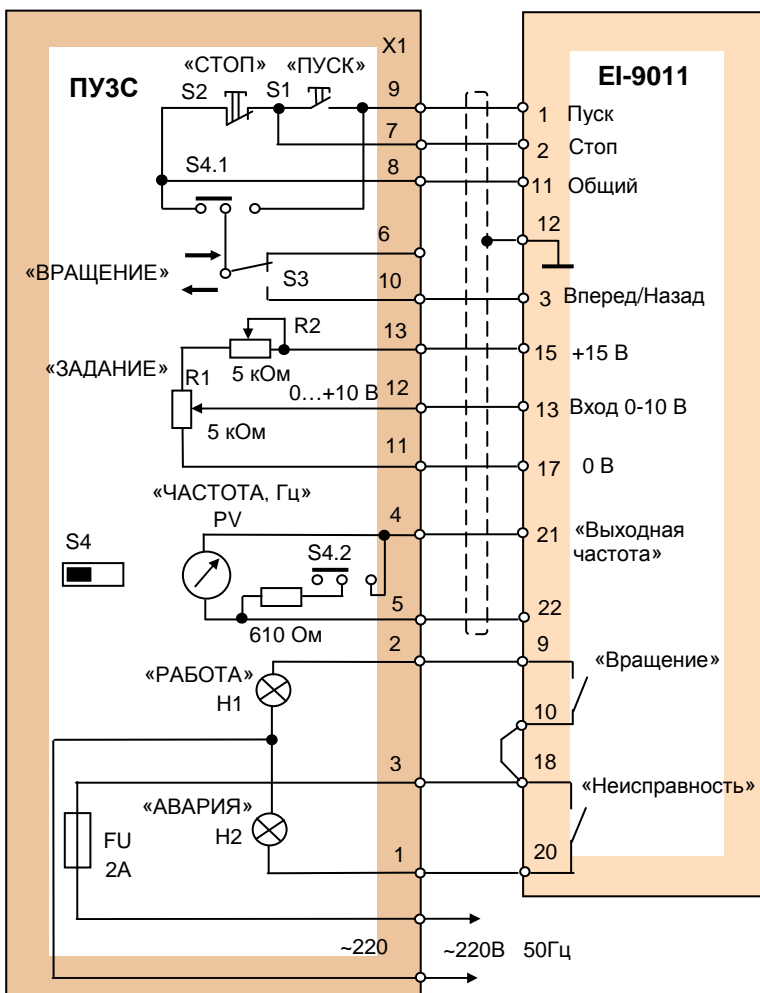 X1
ПУ3С
EI-9011
«СТОП» «ПУСК»
S2 S1 9
1 Пуск
7
2 Стоп
S4.1 8
11 Общий
12
6
«ВРАЩЕНИЕ»
S3
10
3 Вперед/Назад
R2 13
15 +15 В
«ЗАДАНИЕ»
R1 5 кОм 12
0...+10 В
13 Вход 0-10 В
5 кОм
11
17 0 В
«ЧАСТОТА, Гц»
PV 4
21 «Выходная
частота»
S4
S4.2
5
22
610 Ом
2 9
«РАБОТА»
H1
«Вращение»
10
3 18
«АВАРИЯ»
H2
«Неисправность»
FU
2А
1 20
~220 ~220В 50Гц